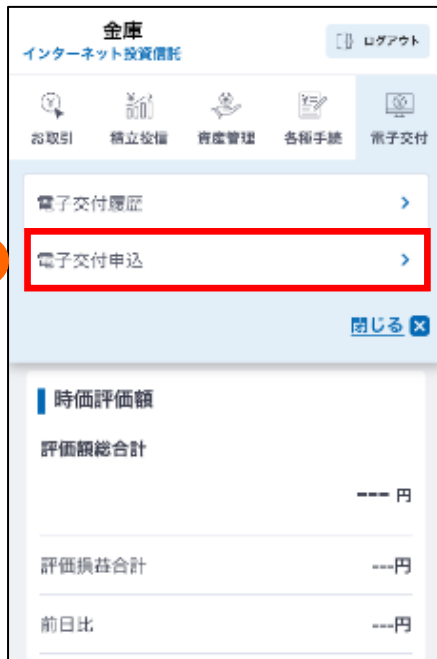 金庫
インターネット投資信託
ログアウト
お取引 積立投信 資産管理 各種手続 電子交付
電子交付履歴
電子交付申込
閉じる
時価評価額
評価額総合計
--- 円
評価損益合計 ---円
前日比 ---円